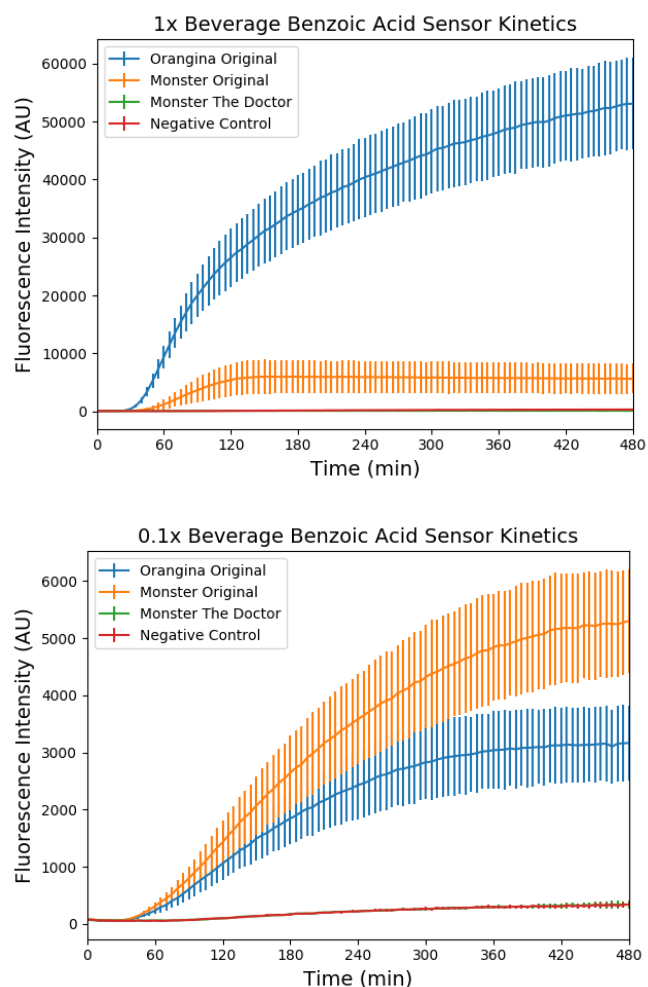 1x Beverage Benzoic Acid Sensor Kinetics
Orangina Original
Monster Original
Monster The Doctor
Negative Control
Fluorescence Intensity (AU)
60000
50000
40000
30000
20000
10000
0
0 60 120 180 240 300 360 420 480
Time (min)
0.1x Beverage Benzoic Acid Sensor Kinetics
Orangina Original
Monster Original
Monster The Doctor
Negative Control
Fluorescence Intensity (AU)
6000
5000
4000
3000
2000
1000
0
0 60 120 180 240 300 360 420 480
Time (min)